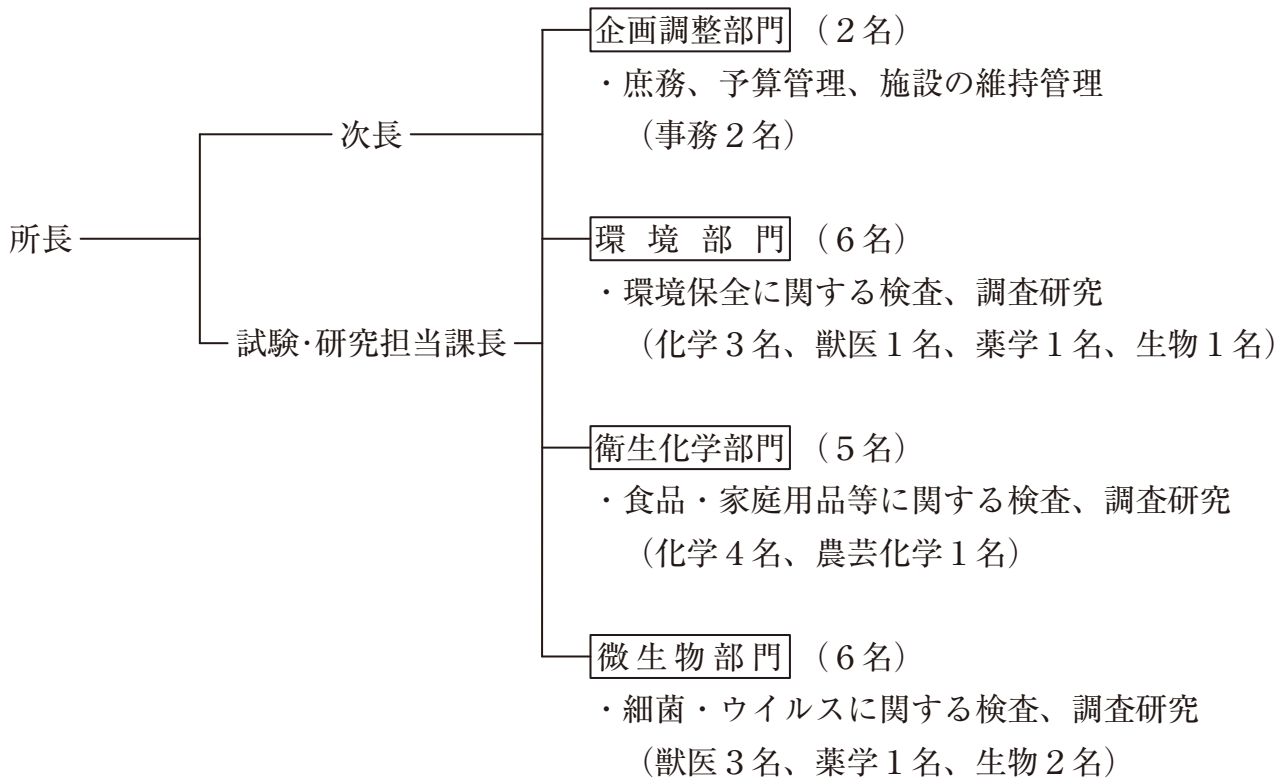 企画調整部門 （２名）
・庶務、予算管理、施設の維持管理
（事務２名）
次長
所長
環境部門 （６名）
・環境保全に関する検査、調査研究
（化学３名、獣医１名、薬学１名、生物１名）
試験・研究担当課長
衛生化学部門 （５名）
・食品・家庭用品等に関する検査、調査研究
（化学４名、農芸化学１名）
微生物部門 （６名）
・細菌・ウイルスに関する検査、調査研究
（獣医３名、薬学１名、生物２名）